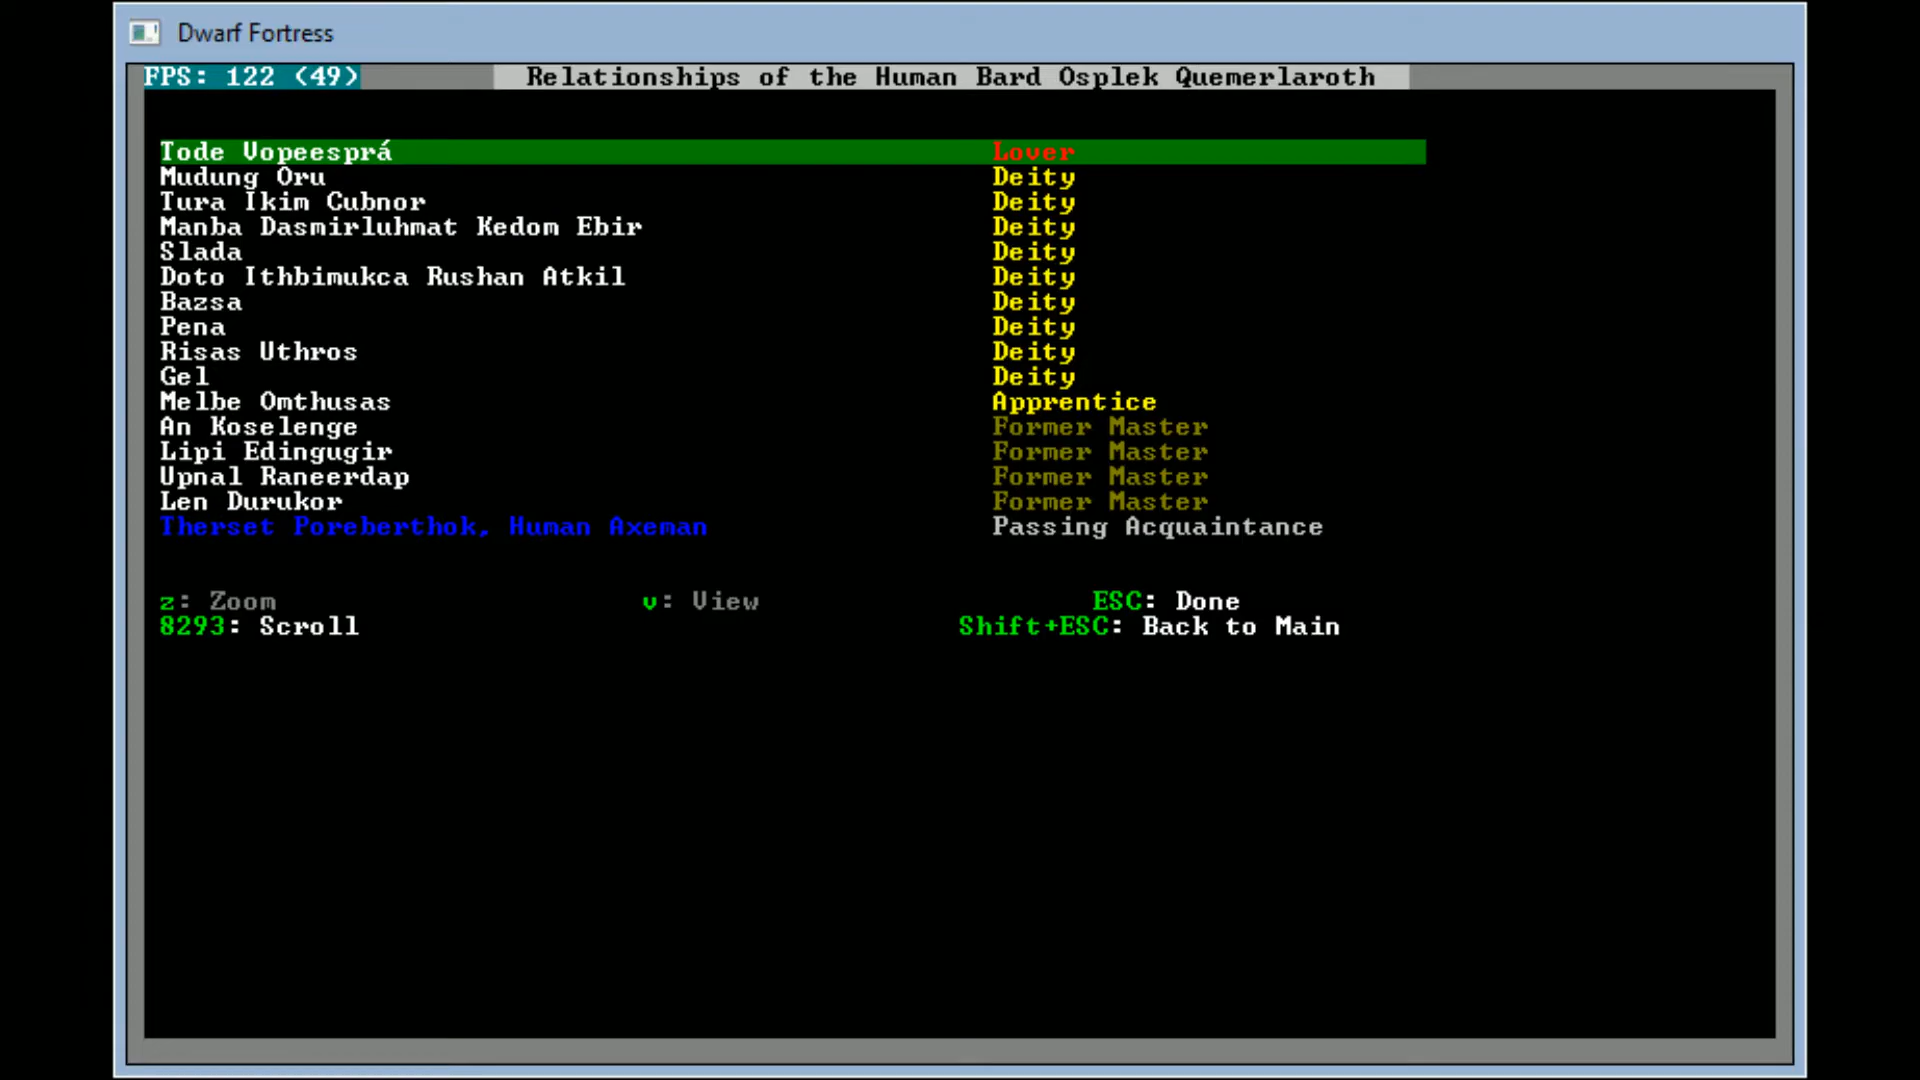 Dwarf Fortress
FPS: 122 (49) Relationships of the Human Bard Osplek Quemerlaroth
Tode Vopeesprá Lover
Mudung Oru Deity
Tura Ikim Cubnor Deity
Manba Dasmirluhmat Kedom Ebir Deity
Slada Deity
Doto Ithbimukca Rushan Atkil Deity
Bazsa Deity
Pena Deity
Risas Uthros Deity
Gel Deity
Melbe Omthusas Apprentice
An Koselenge Former Master
Lipi Edingugir Former Master
Upnal Raneerdap Former Master
Len Durukor Former Master
Therset Poreberthok, Human Axeman Passing Acquaintance
z: Zoom v: View ESC: Done
8293: Scroll Shift+ESC: Back to Main